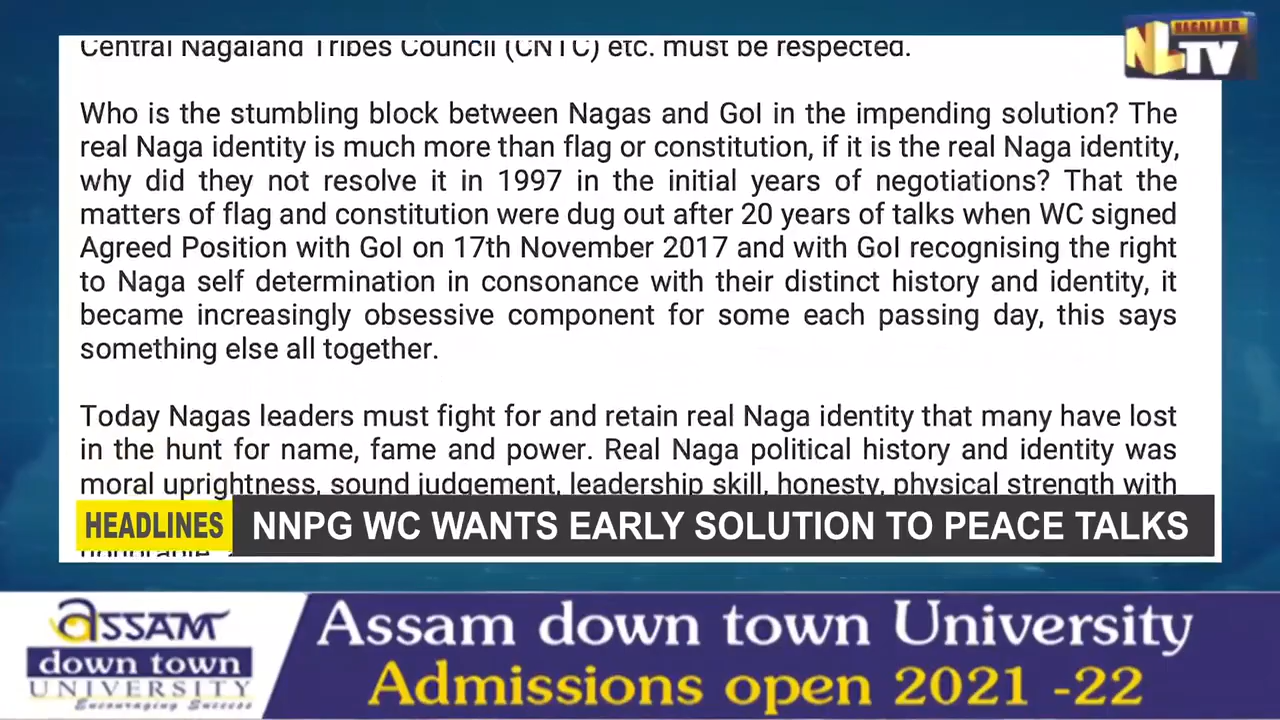 Central Nagaland Tribes Council (CNTC) etc. must be respected.
NAGALAND
NLTV
Who is the stumbling block between Nagas and GoI in the impending solution? The
real Naga identity is much more than flag or constitution, if it is the real Naga identity,
why did they not resolve it in 1997 in the initial years of negotiations? That the
matters of flag and constitution were dug out after 20 years of talks when WC signed
Agreed Position with GoI on 17th November 2017 and with GoI recognising the right
to Naga self determination in consonance with their distinct history and identity, it
became increasingly obsessive component for some each passing day, this says
something else all together.
Today Nagas leaders must fight for and retain real Naga identity that many have lost
in the hunt for name, fame and power. Real Naga political history and identity was
moral uprightness, sound judgement, leadership skill, honesty, physical strength with
HEADLINES NNPG WC WANTS EARLY SOLUTION TO PEACE TALKS
assam
down town
UNIVERSITY
Encouraging Success
Assam down town University
Admissions open 2021 -22